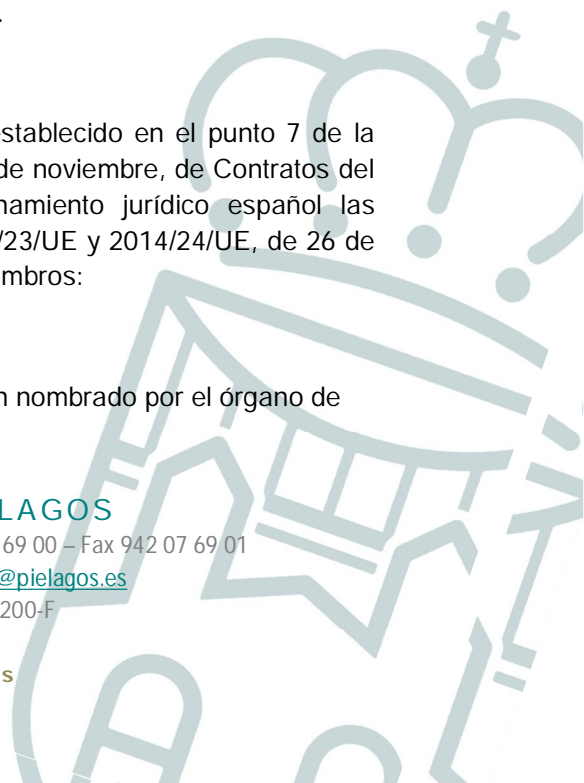 .
stablecido en el punto 7 de la
de noviembre, de Contratos del
namiento jurídico español las
/23/UE y 2014/24/UE, de 26 de
mbros:
n nombrado por el órgano de
LAGOS
69 00 – Fax 942 07 69 01
@pielagos.es
200-F
s